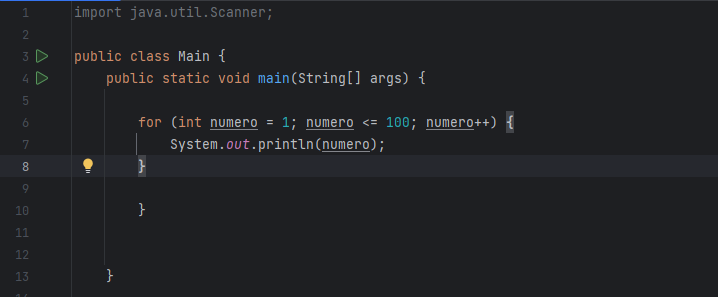 1 import java.util.Scanner;
2
3 public class Main {
4 public static void main(String[] args) {
5
6 for (int numero = 1; numero <= 100; numero++) {
7 System.out.println(numero);
8 }
9
10 }
11
12
13 }